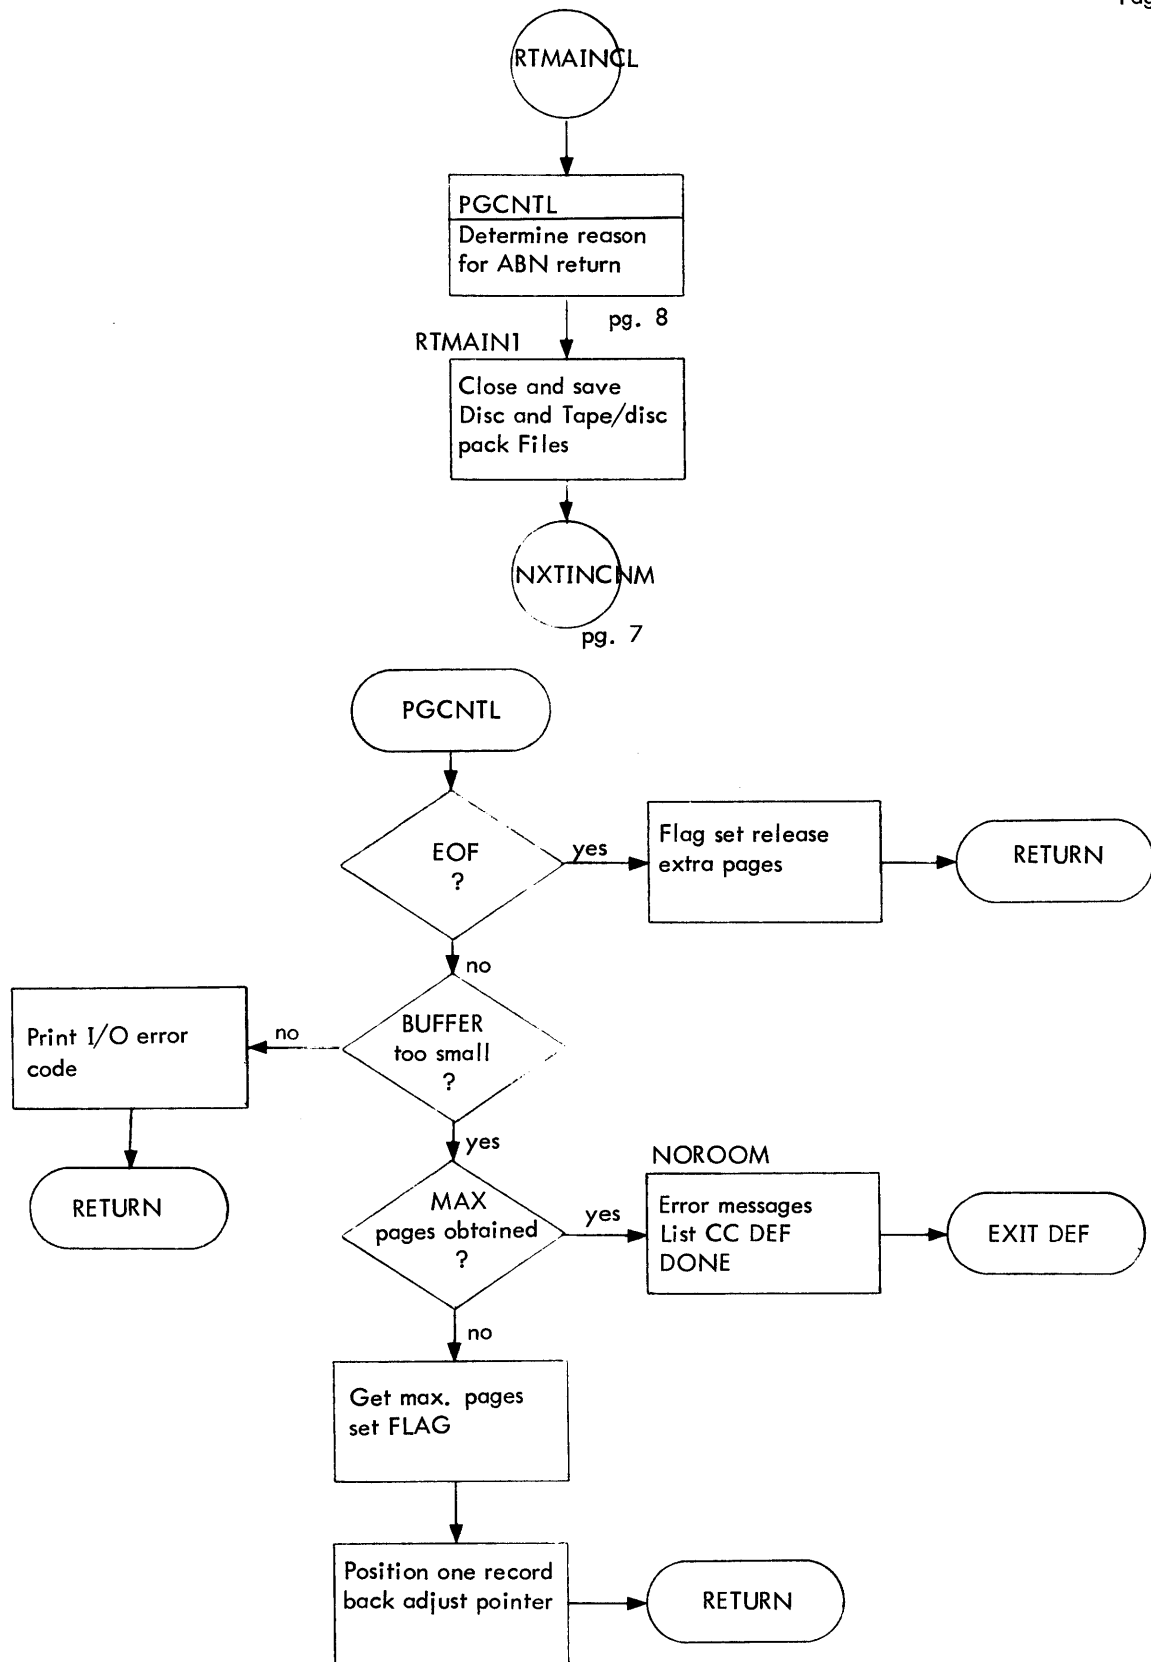 Pag
RTMAINCL
PGCNTL
Determine reason
for ABN return
pg. 8
RTMAIN1
Close and save
Disc and Tape/disc
pack Files
NXTINCNM
pg. 7
PGCNTL
EOF
?
yes
Flag set release
extra pages
RETURN
no
BUFFER
too small
?
no
Print I/O error
code
RETURN
yes
MAX
pages obtained
?
yes
NOROOM
Error messages
List CC DEF
DONE
EXIT DEF
no
Get max. pages
set FLAG
Position one record
back adjust pointer
RETURN